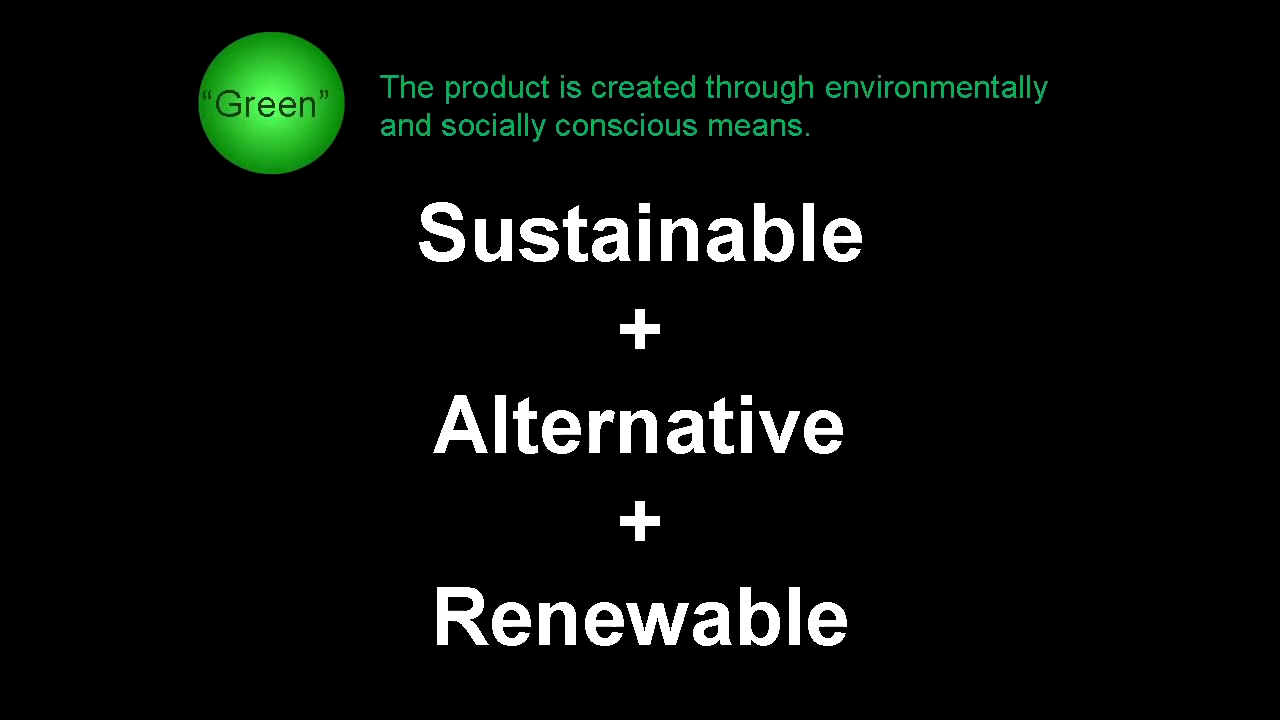 “Green”
The product is created through environmentally
and socially conscious means.
Sustainable
+
Alternative
+
Renewable